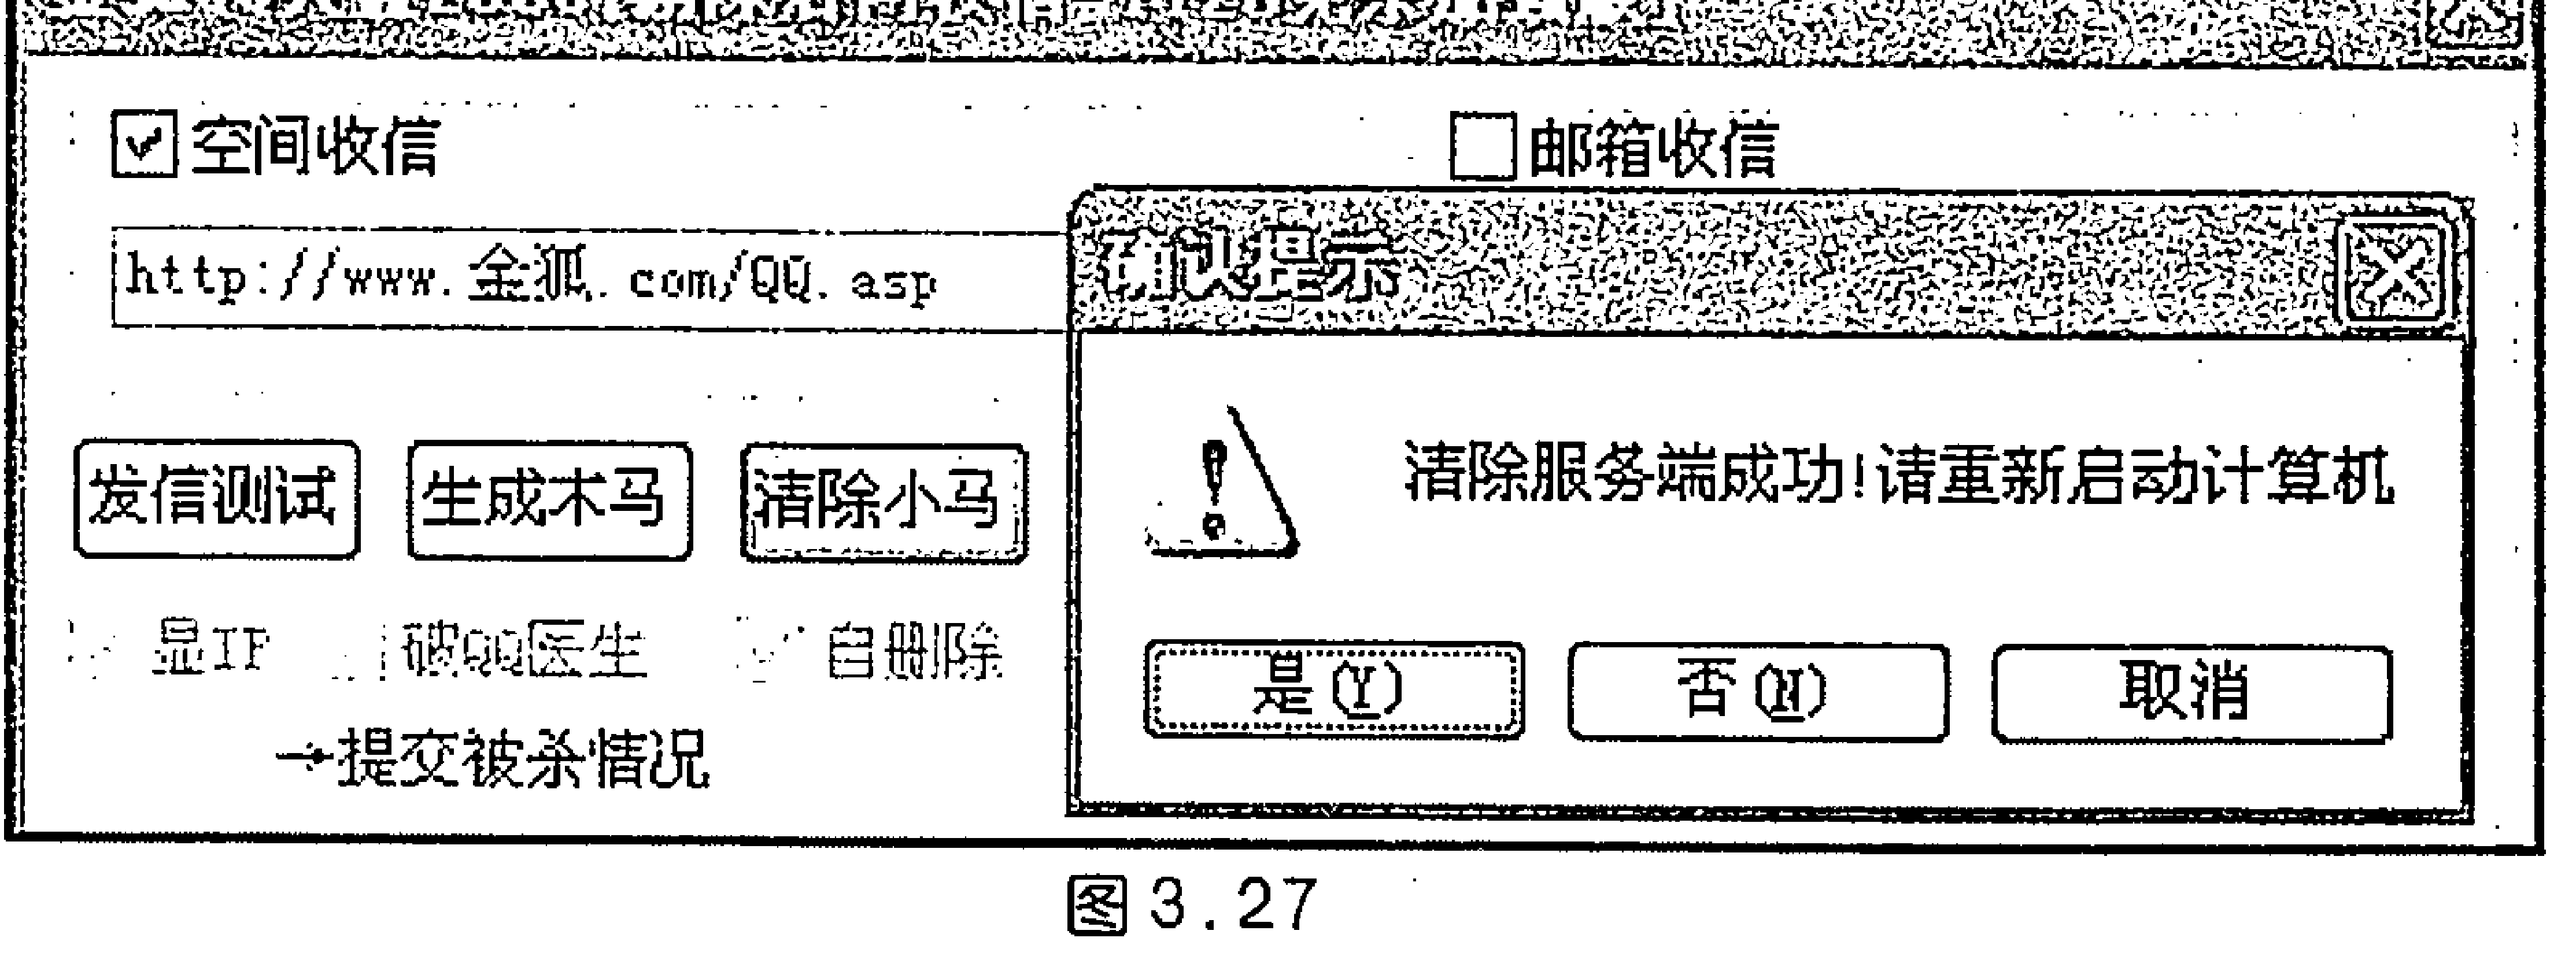 空间收信
邮箱收信
http://www.金狐.com/QQ.asp
确认提示
清除服务端成功!请重新启动计算机
发信测试
生成木马
清除小马
显IP
破QQ医生
自删除
是(Y)
否(N)
取消
→提交被杀情况
图3.27